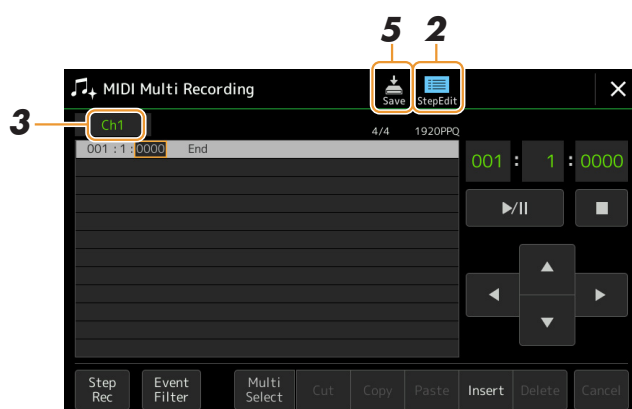 5 2
MIDI Multi Recording
Save StepEdit
3
Ch1
4/4 1920PPQ
001 : 1 : 0000 End
001 : 1 : 0000
Step Rec
Event Filter
Multi Select
Cut
Copy
Paste
Insert
Delete
Cancel